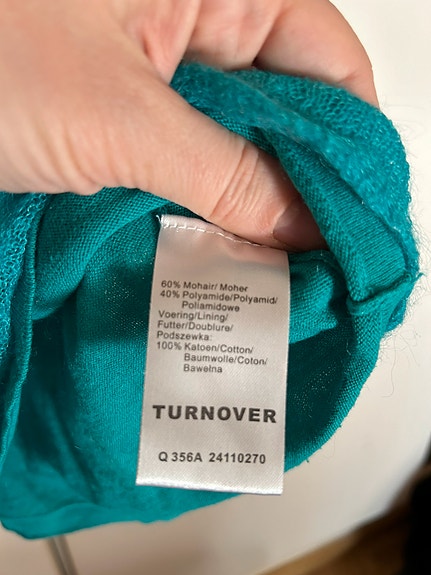 60% Mohair/ Moher
40% Polyamide/Polyamid/
Poliamidowe
Voering/Lining/
Futter/Doublure/
Podszewka:
100% Katoen/Cotton/
Baumwolle/Coton/
Bawełna
TURNOVER
Q 356A 24110270